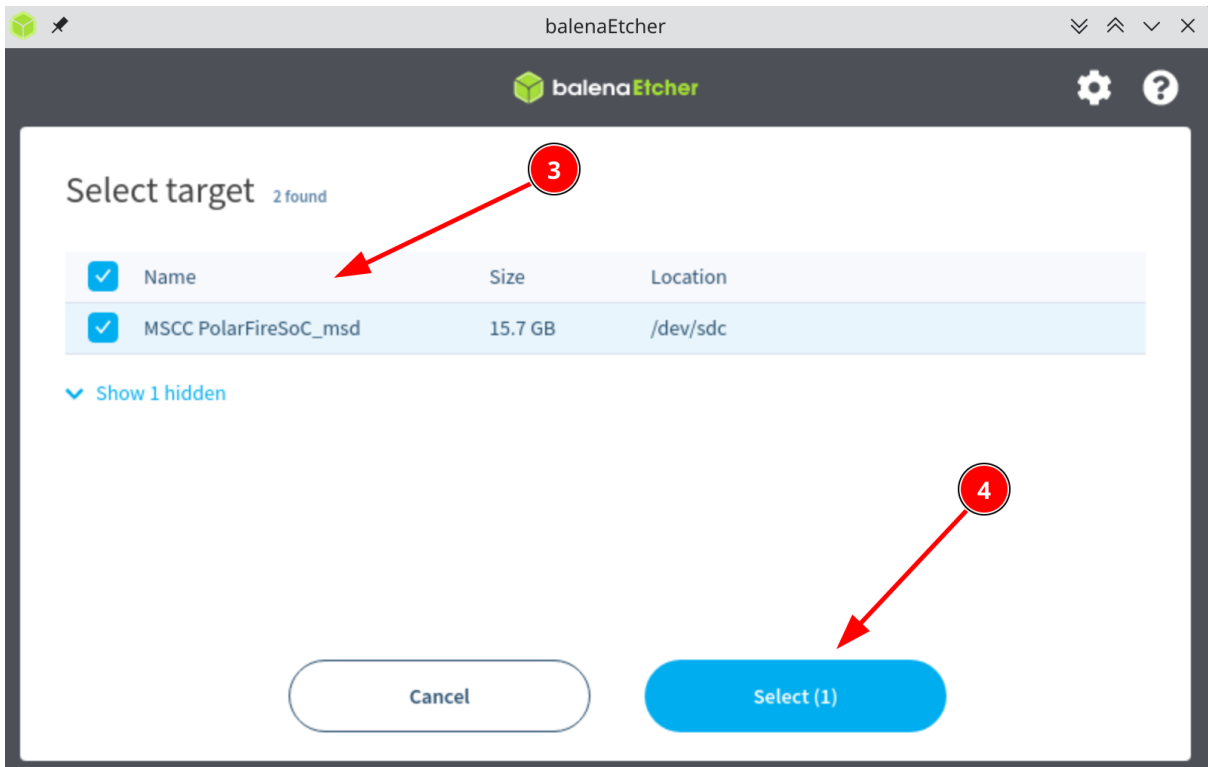 balenaEtcher
balenaEtcher
3
Select target 2 found
Name Size Location
MSCC PolarFireSoC_msd 15.7 GB /dev/sdc
Show 1 hidden
4
Cancel Select (1)